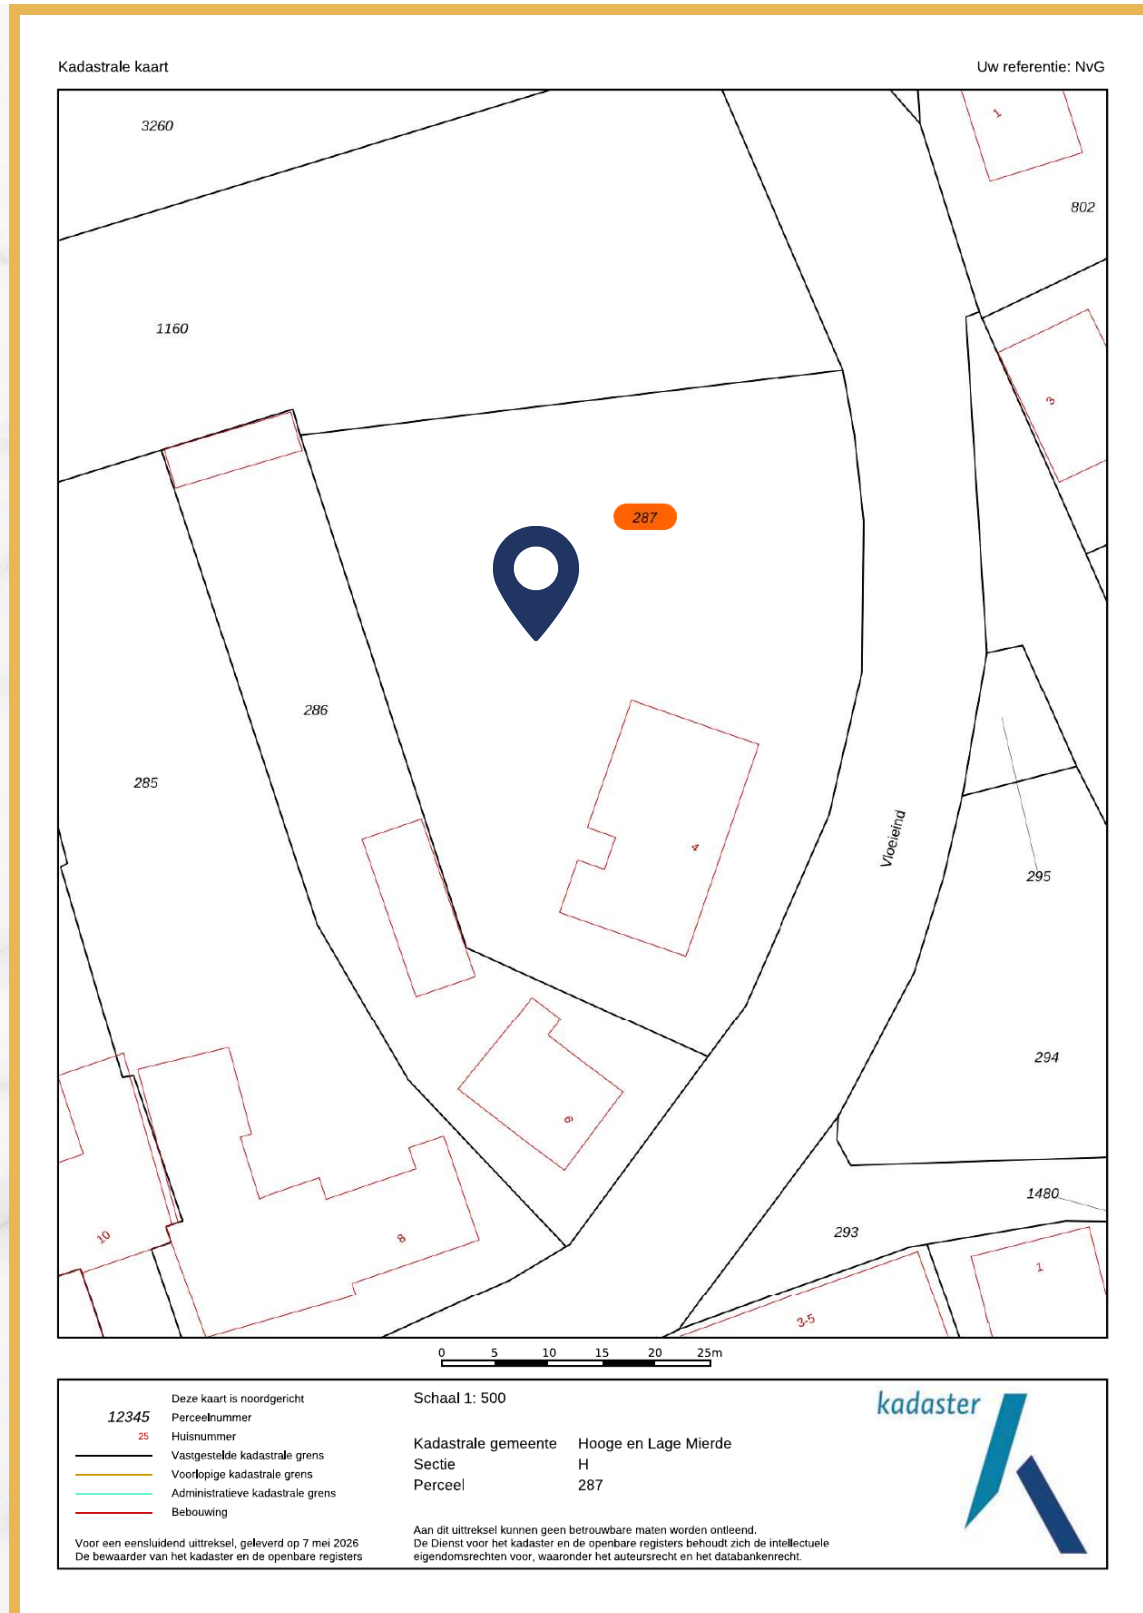 Kadastrale kaart
Uw referentie: NvG
3260
1
802
1160
3
287
286
285
4
Vloeieind
295
294
6
1480
293
10
8
1
3-5
0 5 10 15 20 25m
Deze kaart is noordgericht
12345 Perceelnummer
25 Huisnummer
Vastgestelde kadastrale grens
Voorlopige kadastrale grens
Administratieve kadastrale grens
Bebouwing
Voor een eensluidend uittreksel, geleverd op 7 mei 2026
De bewaarder van het kadaster en de openbare registers
Schaal 1: 500
Kadastrale gemeente Hooge en Lage Mierde
Sectie H
Perceel 287
Aan dit uittreksel kunnen geen betrouwbare maten worden ontleend.
De Dienst voor het kadaster en de openbare registers behoudt zich de intellectuele
eigendomsrechten voor, waaronder het auteursrecht en het databankenrecht.
kadaster